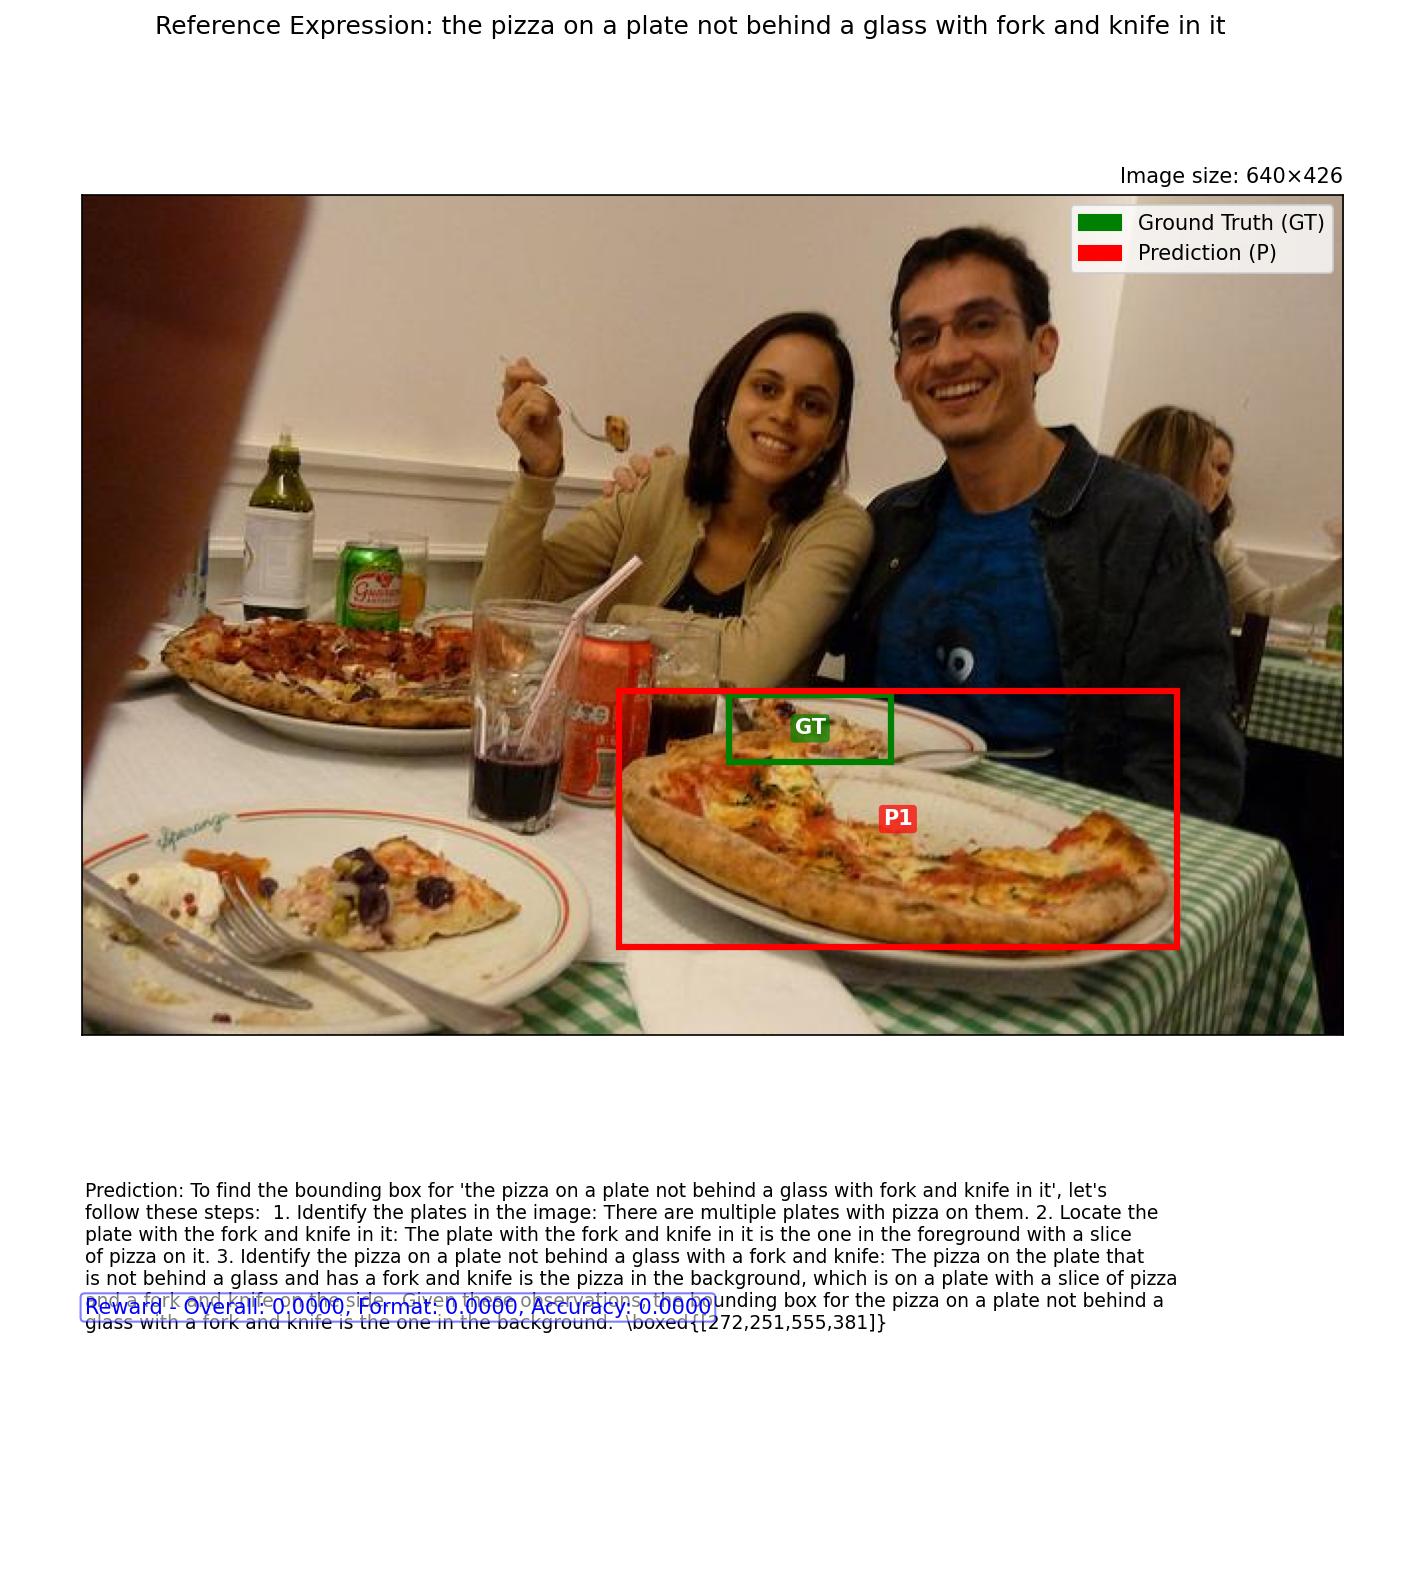 Reference Expression: the pizza on a plate not behind a glass with fork and knife in it
Image size: 640×426
Ground Truth (GT)
Prediction (P)
GT
P1
Prediction: To find the bounding box for 'the pizza on a plate not behind a glass with fork and knife in it', let's
follow these steps:  1. Identify the plates in the image: There are multiple plates with pizza on them. 2. Locate the
plate with the fork and knife in it: The plate with the fork and knife in it is the one in the foreground with a slice
of pizza on it. 3. Identify the pizza on a plate not behind a glass with a fork and knife: The pizza on the plate that
is not behind a glass and has a fork and knife is the pizza in the background, which is on a plate with a slice of pizza
and a fork and knife on the side.  Given these observations, the bounding box for the pizza on a plate not behind a
Reward - Overall: 0.0000, Format: 0.0000, Accuracy: 0.0000
glass with a fork and knife is the one in the background.  \boxed{[272,251,555,381]}